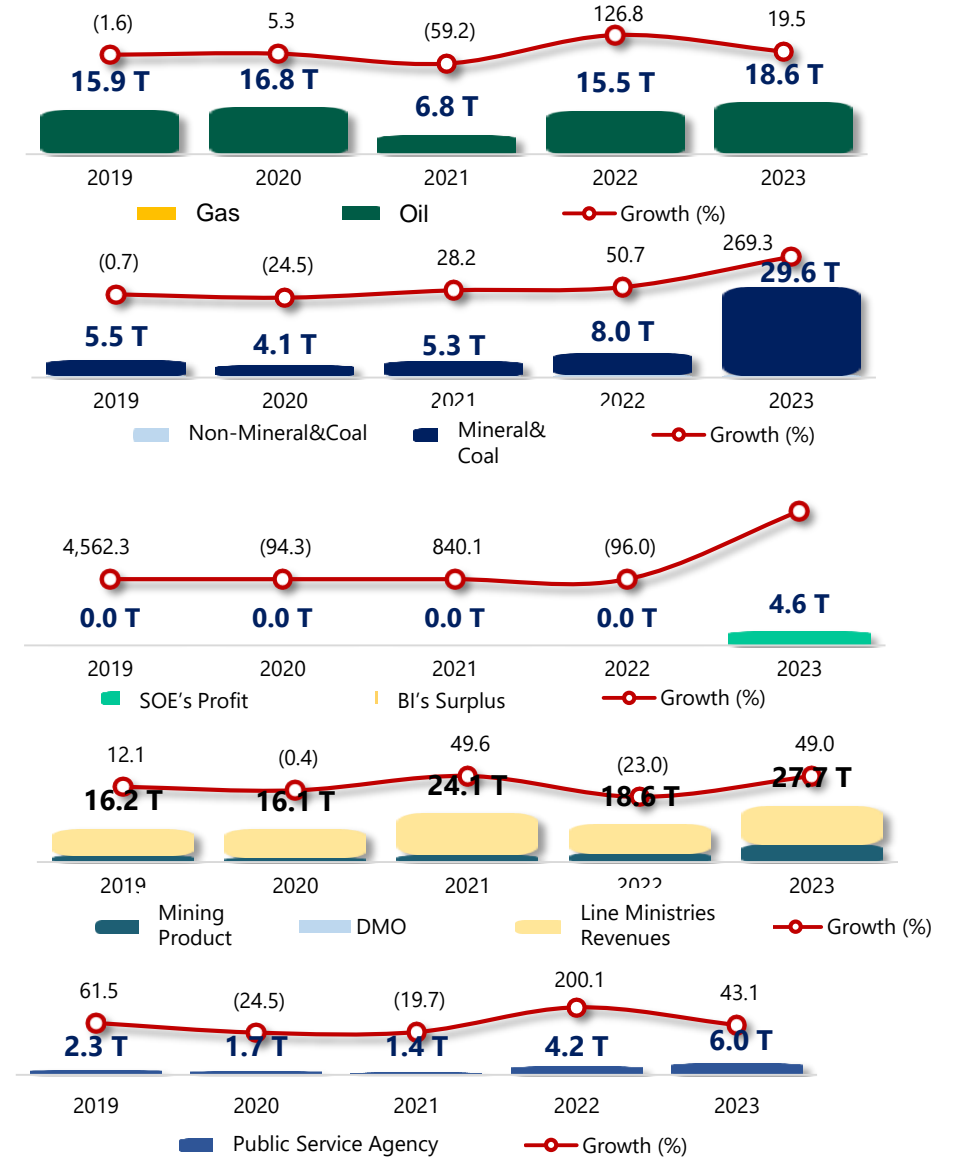 (1.6) 5.3 (59.2) 126.8 19.5
15.9 T 16.8 T 6.8 T 15.5 T 18.6 T
2019 2020 2021 2022 2023
Gas Oil Growth (%)
(0.7) (24.5) 28.2 50.7 269.3
5.5 T 4.1 T 5.3 T 8.0 T 29.6 T
2019 2020 2021 2022 2023
Non-Mineral&Coal Mineral& Growth (%)
Coal
4,562.3 (94.3) 840.1 (96.0)
0.0 T 0.0 T 0.0 T 0.0 T 4.6 T
2019 2020 2021 2022 2023
SOE's Profit BI's Surplus Growth (%)
12.1 (0.4) 49.6 (23.0) 49.0
16.2 T 16.1 T 24.1 T 18.6 T 27.7 T
2019 2020 2021 2022 2023
Mining DMO Line Ministries Growth (%)
Product Revenues
61.5 (24.5) (19.7) 200.1 43.1
2.3 T 1.7 T 1.4 T 4.2 T 6.0 T
2019 2020 2021 2022 2023
Public Service Agency Growth (%)